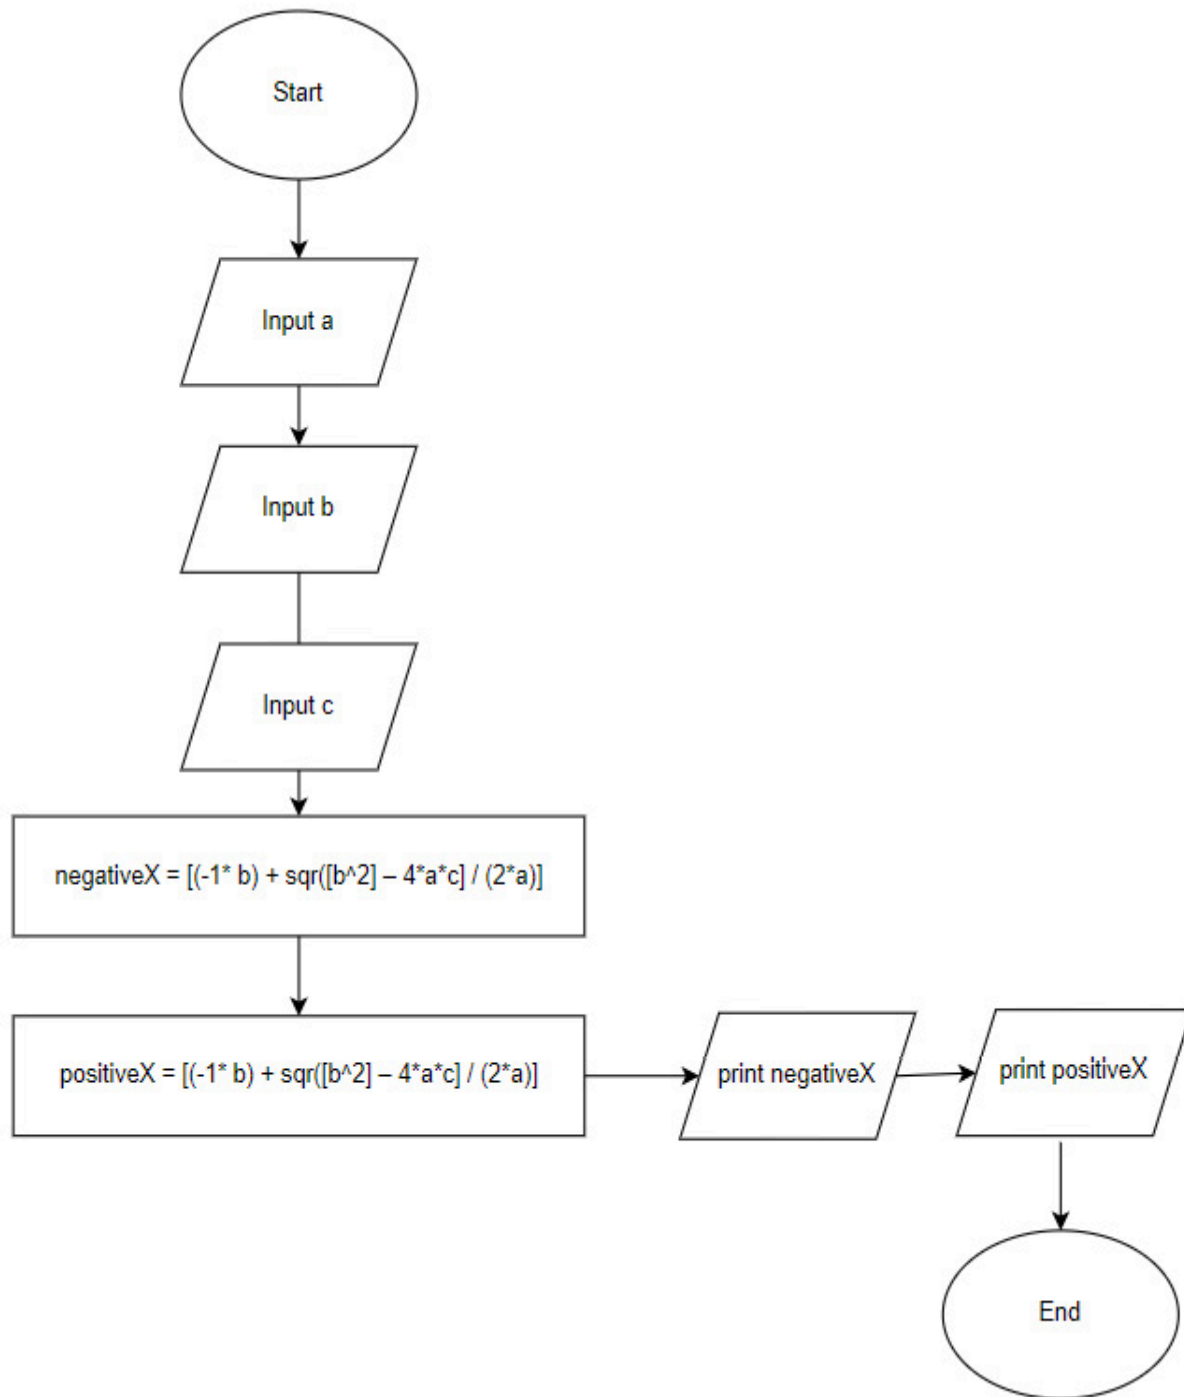 Start
Input a
Input b
Input c
negativeX = [(-1* b) + sqr([b^2] – 4*a*c] / (2*a)]
positiveX = [(-1* b) + sqr([b^2] – 4*a*c] / (2*a)]
print negativeX
print positiveX
End